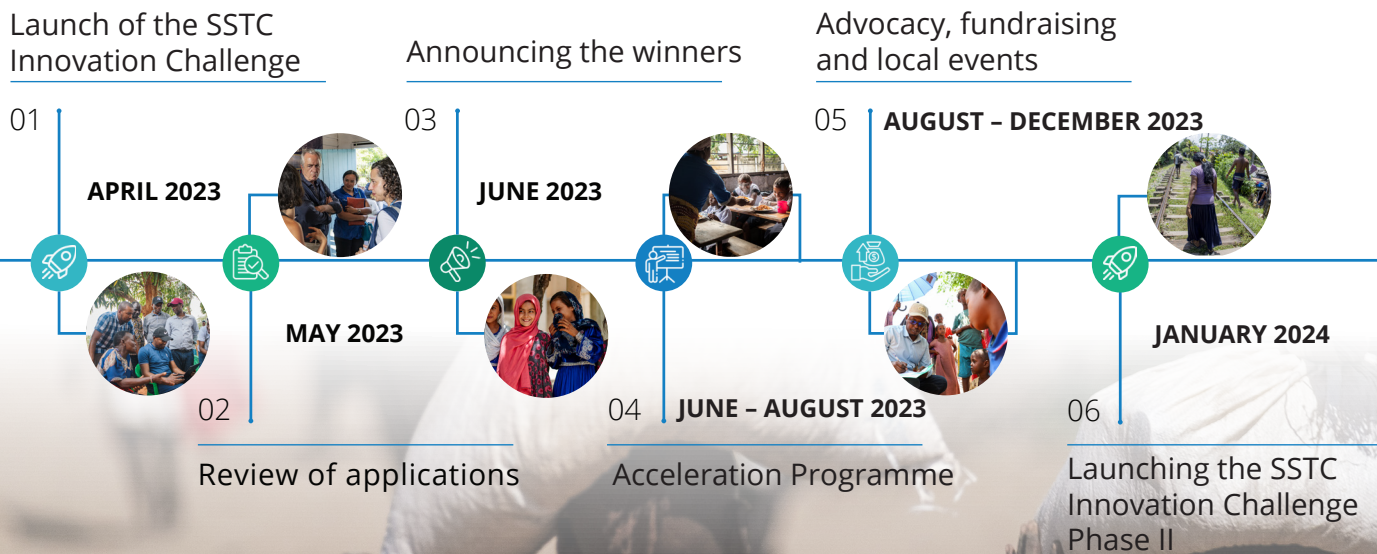 Launch of the SSTC
Innovation Challenge
01
APRIL 2023
MAY 2023
02
Review of applications
Announcing the winners
03
JUNE 2023
04
JUNE – AUGUST 2023
Acceleration Programme
Advocacy, fundraising
and local events
05
AUGUST – DECEMBER 2023
JANUARY 2024
06
Launching the SSTC
Innovation Challenge
Phase II